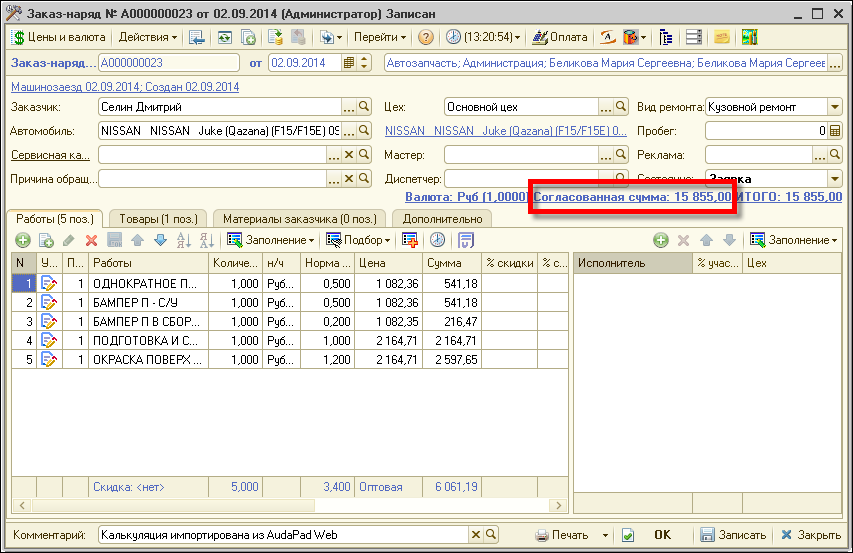 Заказ-наряд № А000000023 от 02.09.2014 (Администратор) Записан
Цены и валюта Действия Перейти (13:20:54) Оплата
Заказ-наряд... А000000023 от 02.09.2014 Автозапчасть; Администрация; Беликова Мария Сергеевна; Беликова Мария Сергеев ...
Машинозаезд 02.09.2014; Создан 02.09.2014
Заказчик: Селин Дмитрий ... Цех: Основной цех ... Вид ремонта: Кузовной ремонт
Автомобиль: NISSAN NISSAN Juke (Qazana) (F15/F15E) 09 ... NISSAN NISSAN Juke (Qazana) (F15/F15E) 0... Пробег: 0
Сервисная ка... ... Мастер: ... Реклама: ...
Причина обращ... ... Диспетчер: ... Состояние: Заявка
Валюта: Руб (1,0000) Согласованная сумма: 15 855,00 ИТОГО: 15 855,00
Работы (5 поз.) Товары (1 поз.) Материалы заказчика (0 поз.) Дополнительно
Заполнение Подбор Заполнение
N У... П... Работы Количе... н/ч Норма ... Цена Сумма % скидки % с... Исполнитель % учас... Цех
1 1 ОДНОКРАТНОЕ П... 1,000 Руб... 0,500 1 082,36 541,18
2 1 БАМПЕР П - С/У 1,000 Руб... 0,500 1 082,36 541,18
3 1 БАМПЕР П В СБОР... 1,000 Руб... 0,200 1 082,35 216,47
4 1 ПОДГОТОВКА И С... 1,000 Руб... 1,000 2 164,71 2 164,71
5 1 ОКРАСКА ПОВЕРХ ... 1,000 Руб... 1,200 2 164,71 2 597,65
Скидка: <нет> 5,000 3,400 Оптовая 6 061,19
Комментарий: Калькуляция импортирована из AudaPad Web Печать OK Записать Закрыть